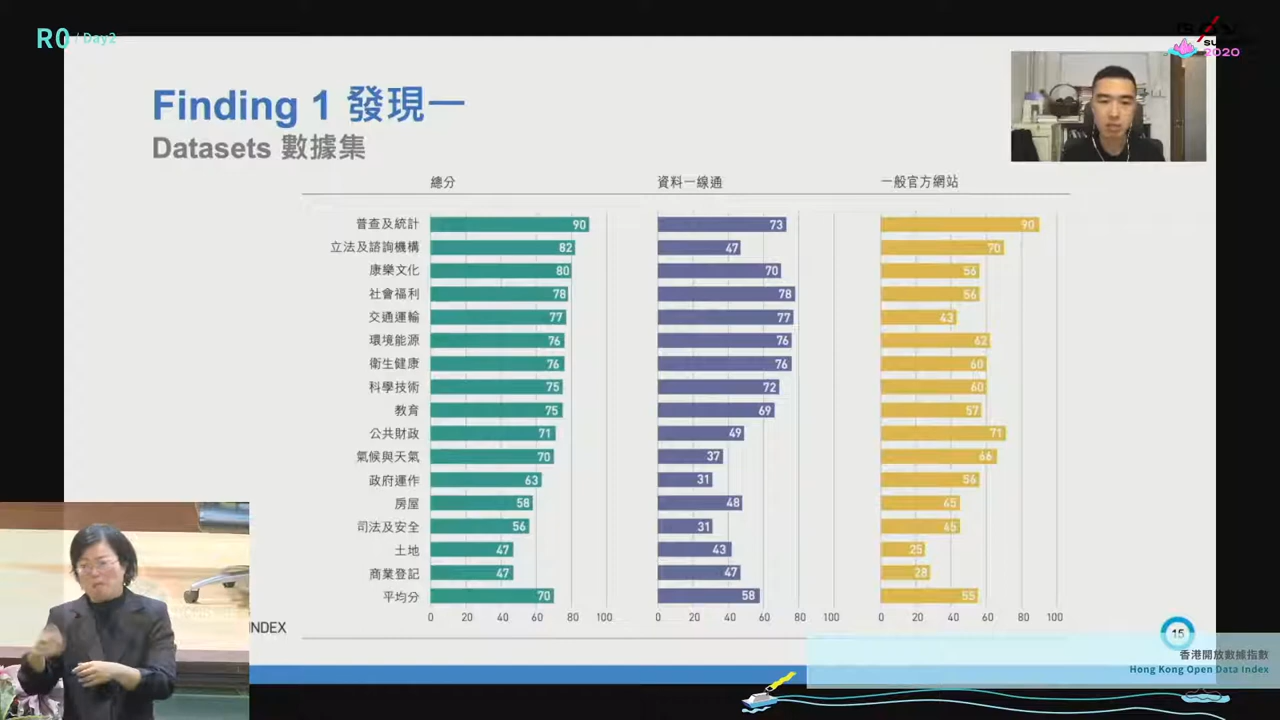 R0 / Day2
2020
Finding 1 發現一
Datasets 數據集
總分 資料一線通 一般官方網站
普查及統計 90 73 90
立法及諮詢機構 82 47 70
康樂文化 80 70 56
社會福利 78 78 56
交通運輸 77 77 43
環境能源 76 76 62
衛生健康 76 76 60
科學技術 75 72 60
教育 75 69 57
公共財政 71 49 71
氣候與天氣 70 37 66
政府運作 63 31 56
房屋 58 48 45
司法及安全 56 31 45
土地 47 43 25
商業登記 47 47 28
平均分 70 58 55
0 20 40 60 80 100 0 20 40 60 80 100 0 20 40 60 80 100
NDEX
15
香港開放數據指數
Hong Kong Open Data Index